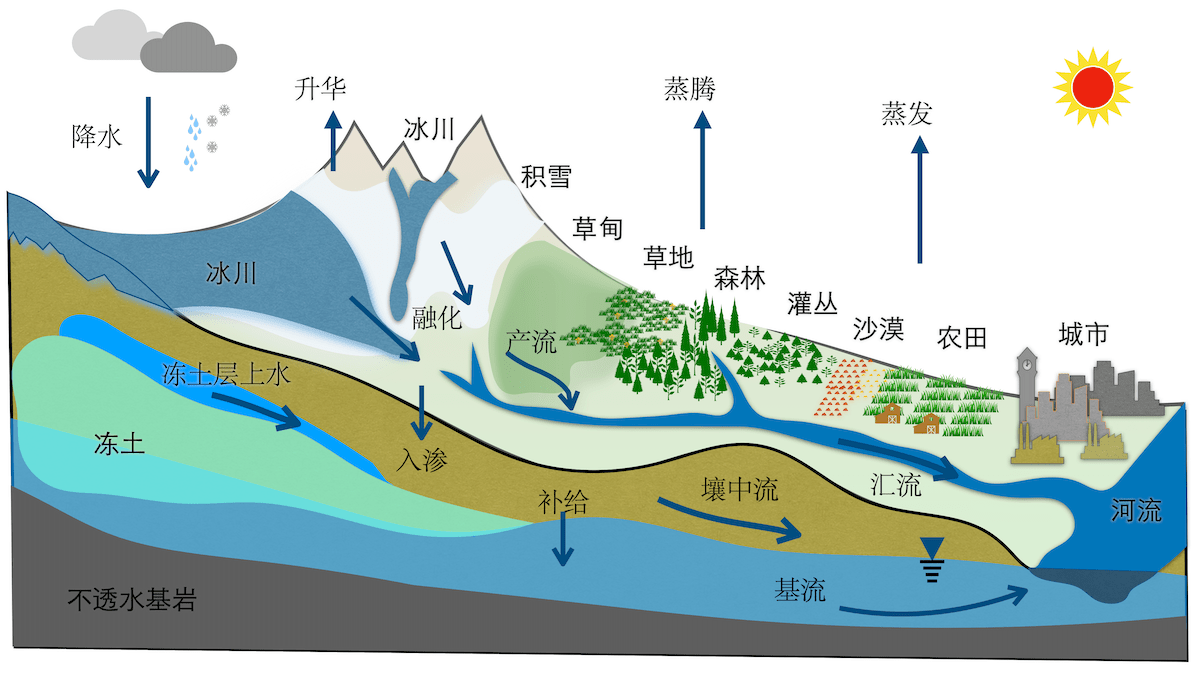 升华
蒸腾
蒸发
降水
冰川
积雪
草甸
草地
森林
灌丛
沙漠
农田
城市
冰川
融化
产流
冻土层上水
冻土
入渗
补给
壤中流
汇流
河流
基流
不透水基岩